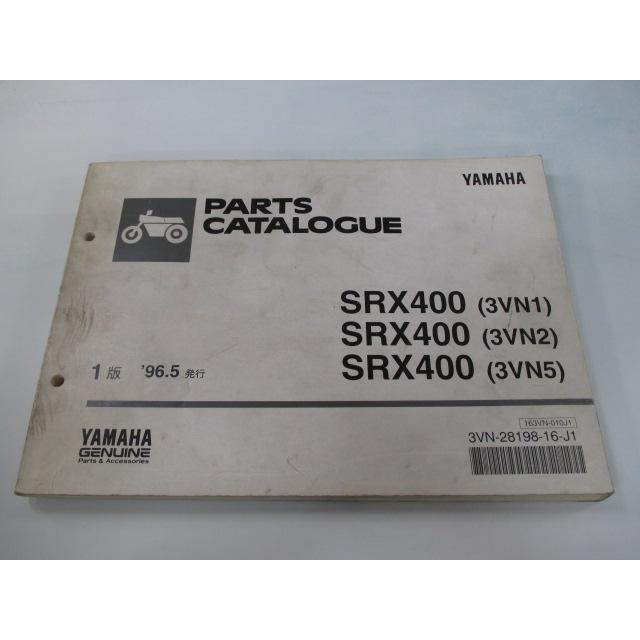 YAMAHA
PARTS
CATALOGUE
SRX400 (3VN1)
SRX400 (3VN2)
SRX400 (3VN5)
1版 '96.5 発行
163VN-010J1
3VN-28198-16-J1
YAMAHA
GENUINE
Parts & Accessories